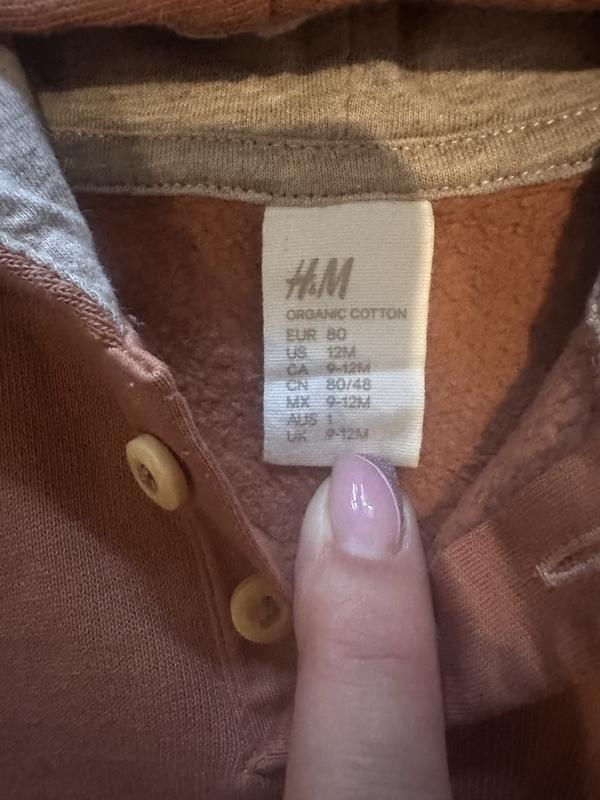 H&M
ORGANIC COTTON
EUR 80
US 12M
CA 9-12M
CN 80/48
MX 9-12M
AUS 1
UK 9-12M